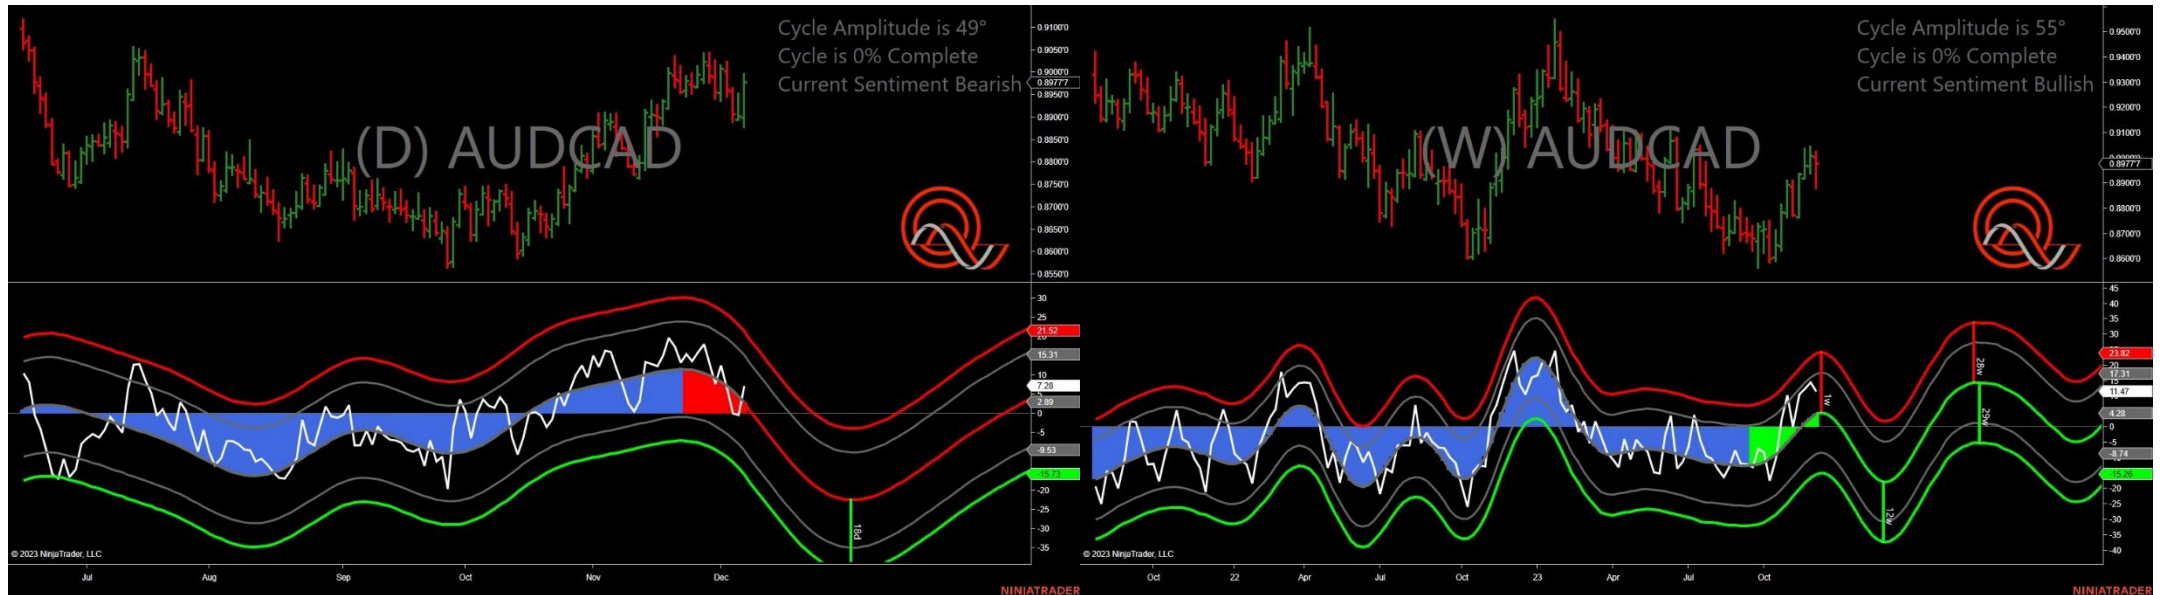 Cycle Amplitude is 49°
Cycle is 0% Complete
Current Sentiment Bearish
(D) AUDCAD
0.9100'0
0.9050'0
0.9000'0
0.8977'7
0.8950'0
0.8900'0
0.8850'0
0.8800'0
0.8750'0
0.8700'0
0.8650'0
0.8600'0
0.8550'0
30
25
21.52
15.31
10
7.28
2.89
0
-5
-9.53
-15.73
-20
-25
-30
-35
18d
© 2023 NinjaTrader, LLC
Jul Aug Sep Oct Nov Dec
NINJATRADER
Cycle Amplitude is 55°
Cycle is 0% Complete
Current Sentiment Bullish
(W) AUDCAD
0.9500'0
0.9400'0
0.9300'0
0.9200'0
0.9100'0
0.8977'7
0.8900'0
0.8800'0
0.8700'0
0.8600'0
45
40
35
30
23.82
17.31
15
11.47
4.28
0
-5
-8.74
-15.26
-20
-25
-30
-35
-40
1w
12w
28w
29w
© 2023 NinjaTrader, LLC
Oct 22 Apr Jul Oct 23 Apr Jul Oct
NINJATRADER